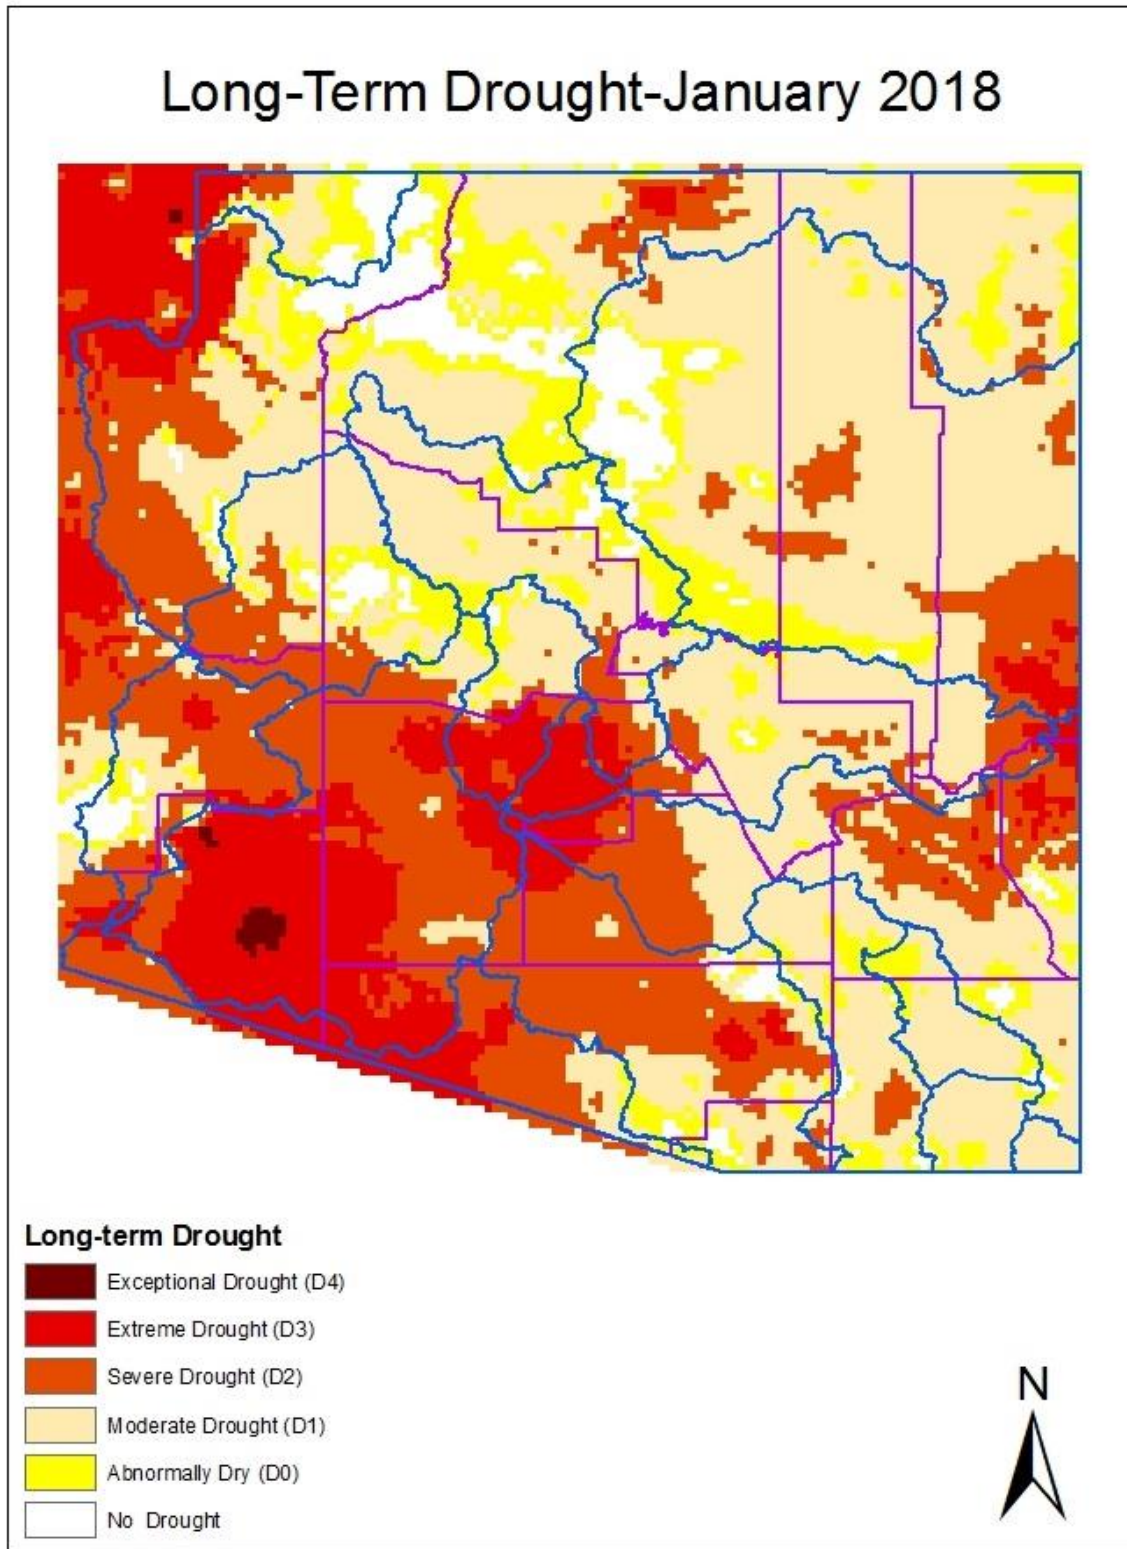 Long-Term Drought-January 2018
Long-term Drought
Exceptional Drought (D4)
Extreme Drought (D3)
Severe Drought (D2)
Moderate Drought (D1)
Abnormally Dry (D0)
No Drought
N